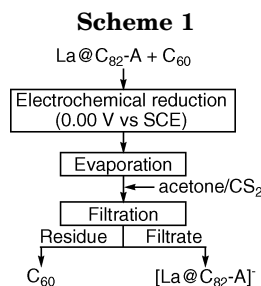 Scheme 1
La@C₈₂-A + C₆₀
Electrochemical reduction
(0.00 V vs SCE)
Evaporation
acetone/CS₂
Filtration
Residue Filtrate
C₆₀ [La@C₈₂-A]⁻